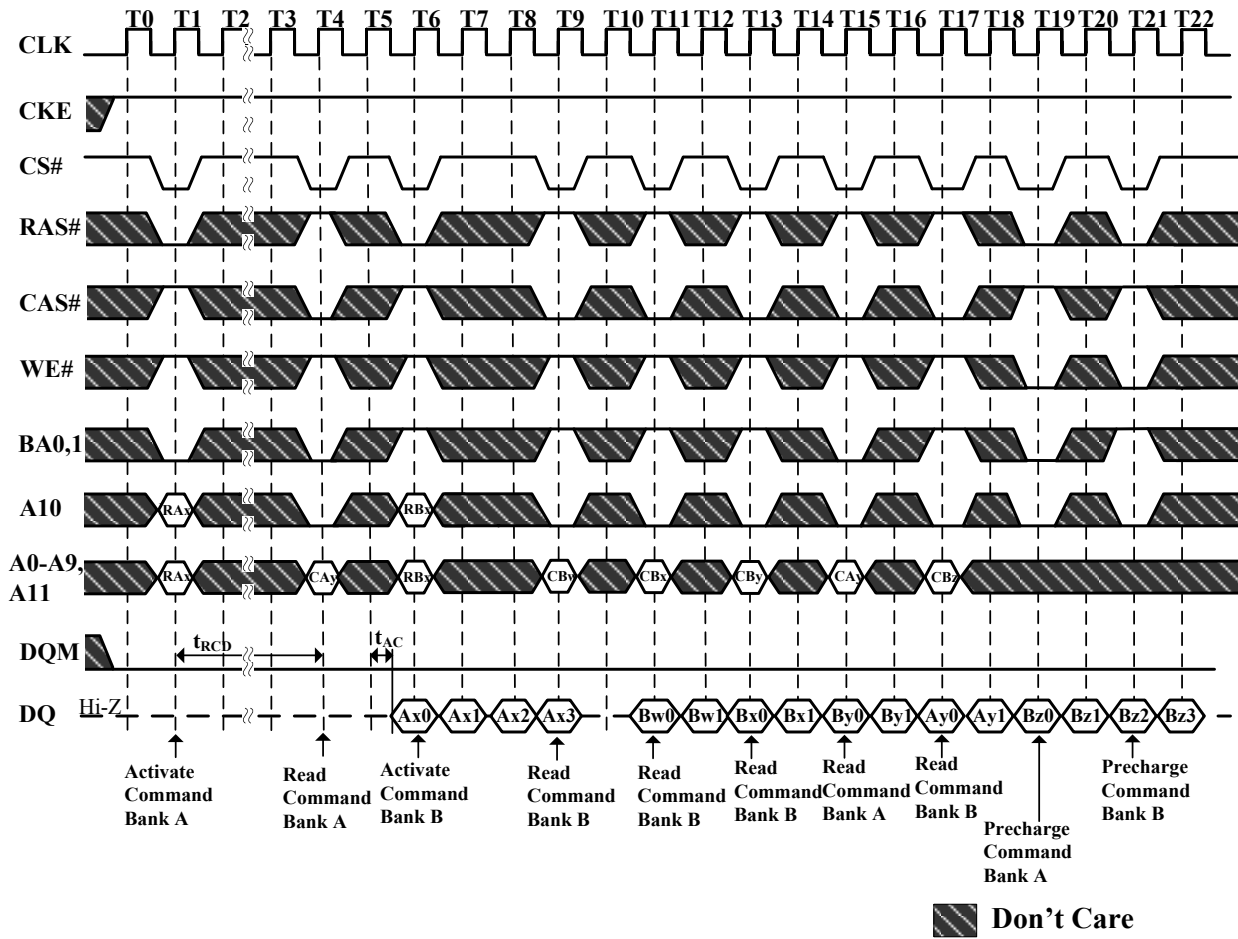 T0 T1 T2 T3 T4 T5 T6 T7 T8 T9 T10 T11 T12 T13 T14 T15 T16 T17 T18 T19 T20 T21 T22
CLK
CKE
CS#
RAS#
CAS#
WE#
BA0,1
A10 RAx RBx
A0-A9,
A11
RAx CAy RBx CBw CBx CBy CAy CBz
DQM tRCD tAC
DQ Hi-Z Ax0 Ax1 Ax2 Ax3 Bw0 Bw1 Bx0 Bx1 By0 By1 Ay0 Ay1 Bz0 Bz1 Bz2 Bz3
Activate
Command
Bank A
Read
Command
Bank A
Activate
Command
Bank B
Read
Command
Bank B
Read
Command
Bank B
Read
Command
Bank B
Read
Command
Bank A
Read
Command
Bank B
Precharge
Command
Bank A
Precharge
Command
Bank B
Don't Care